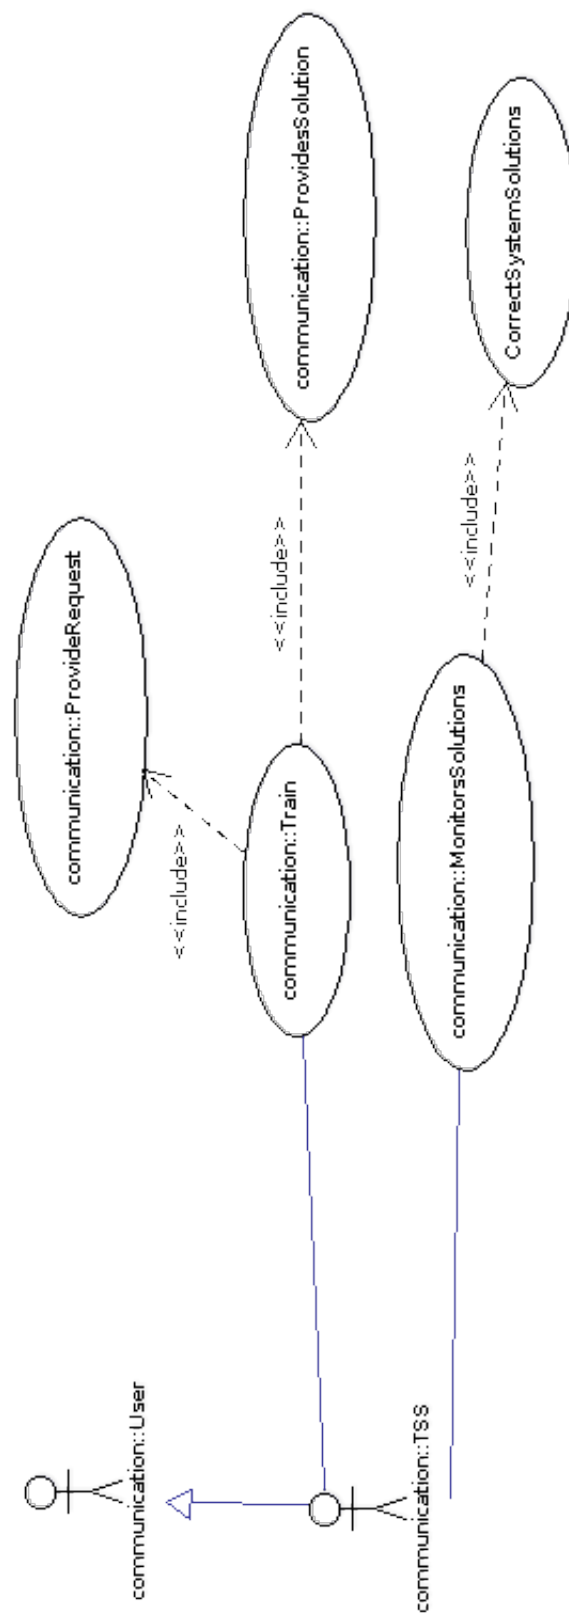 communication::User
communication::TSS
communication::ProvideRequest
<<include>>
communication::Train
<<include>>
communication::ProvidesSolution
communication::MonitorsSolutions
<<include>>
CorrectSystemSolutions